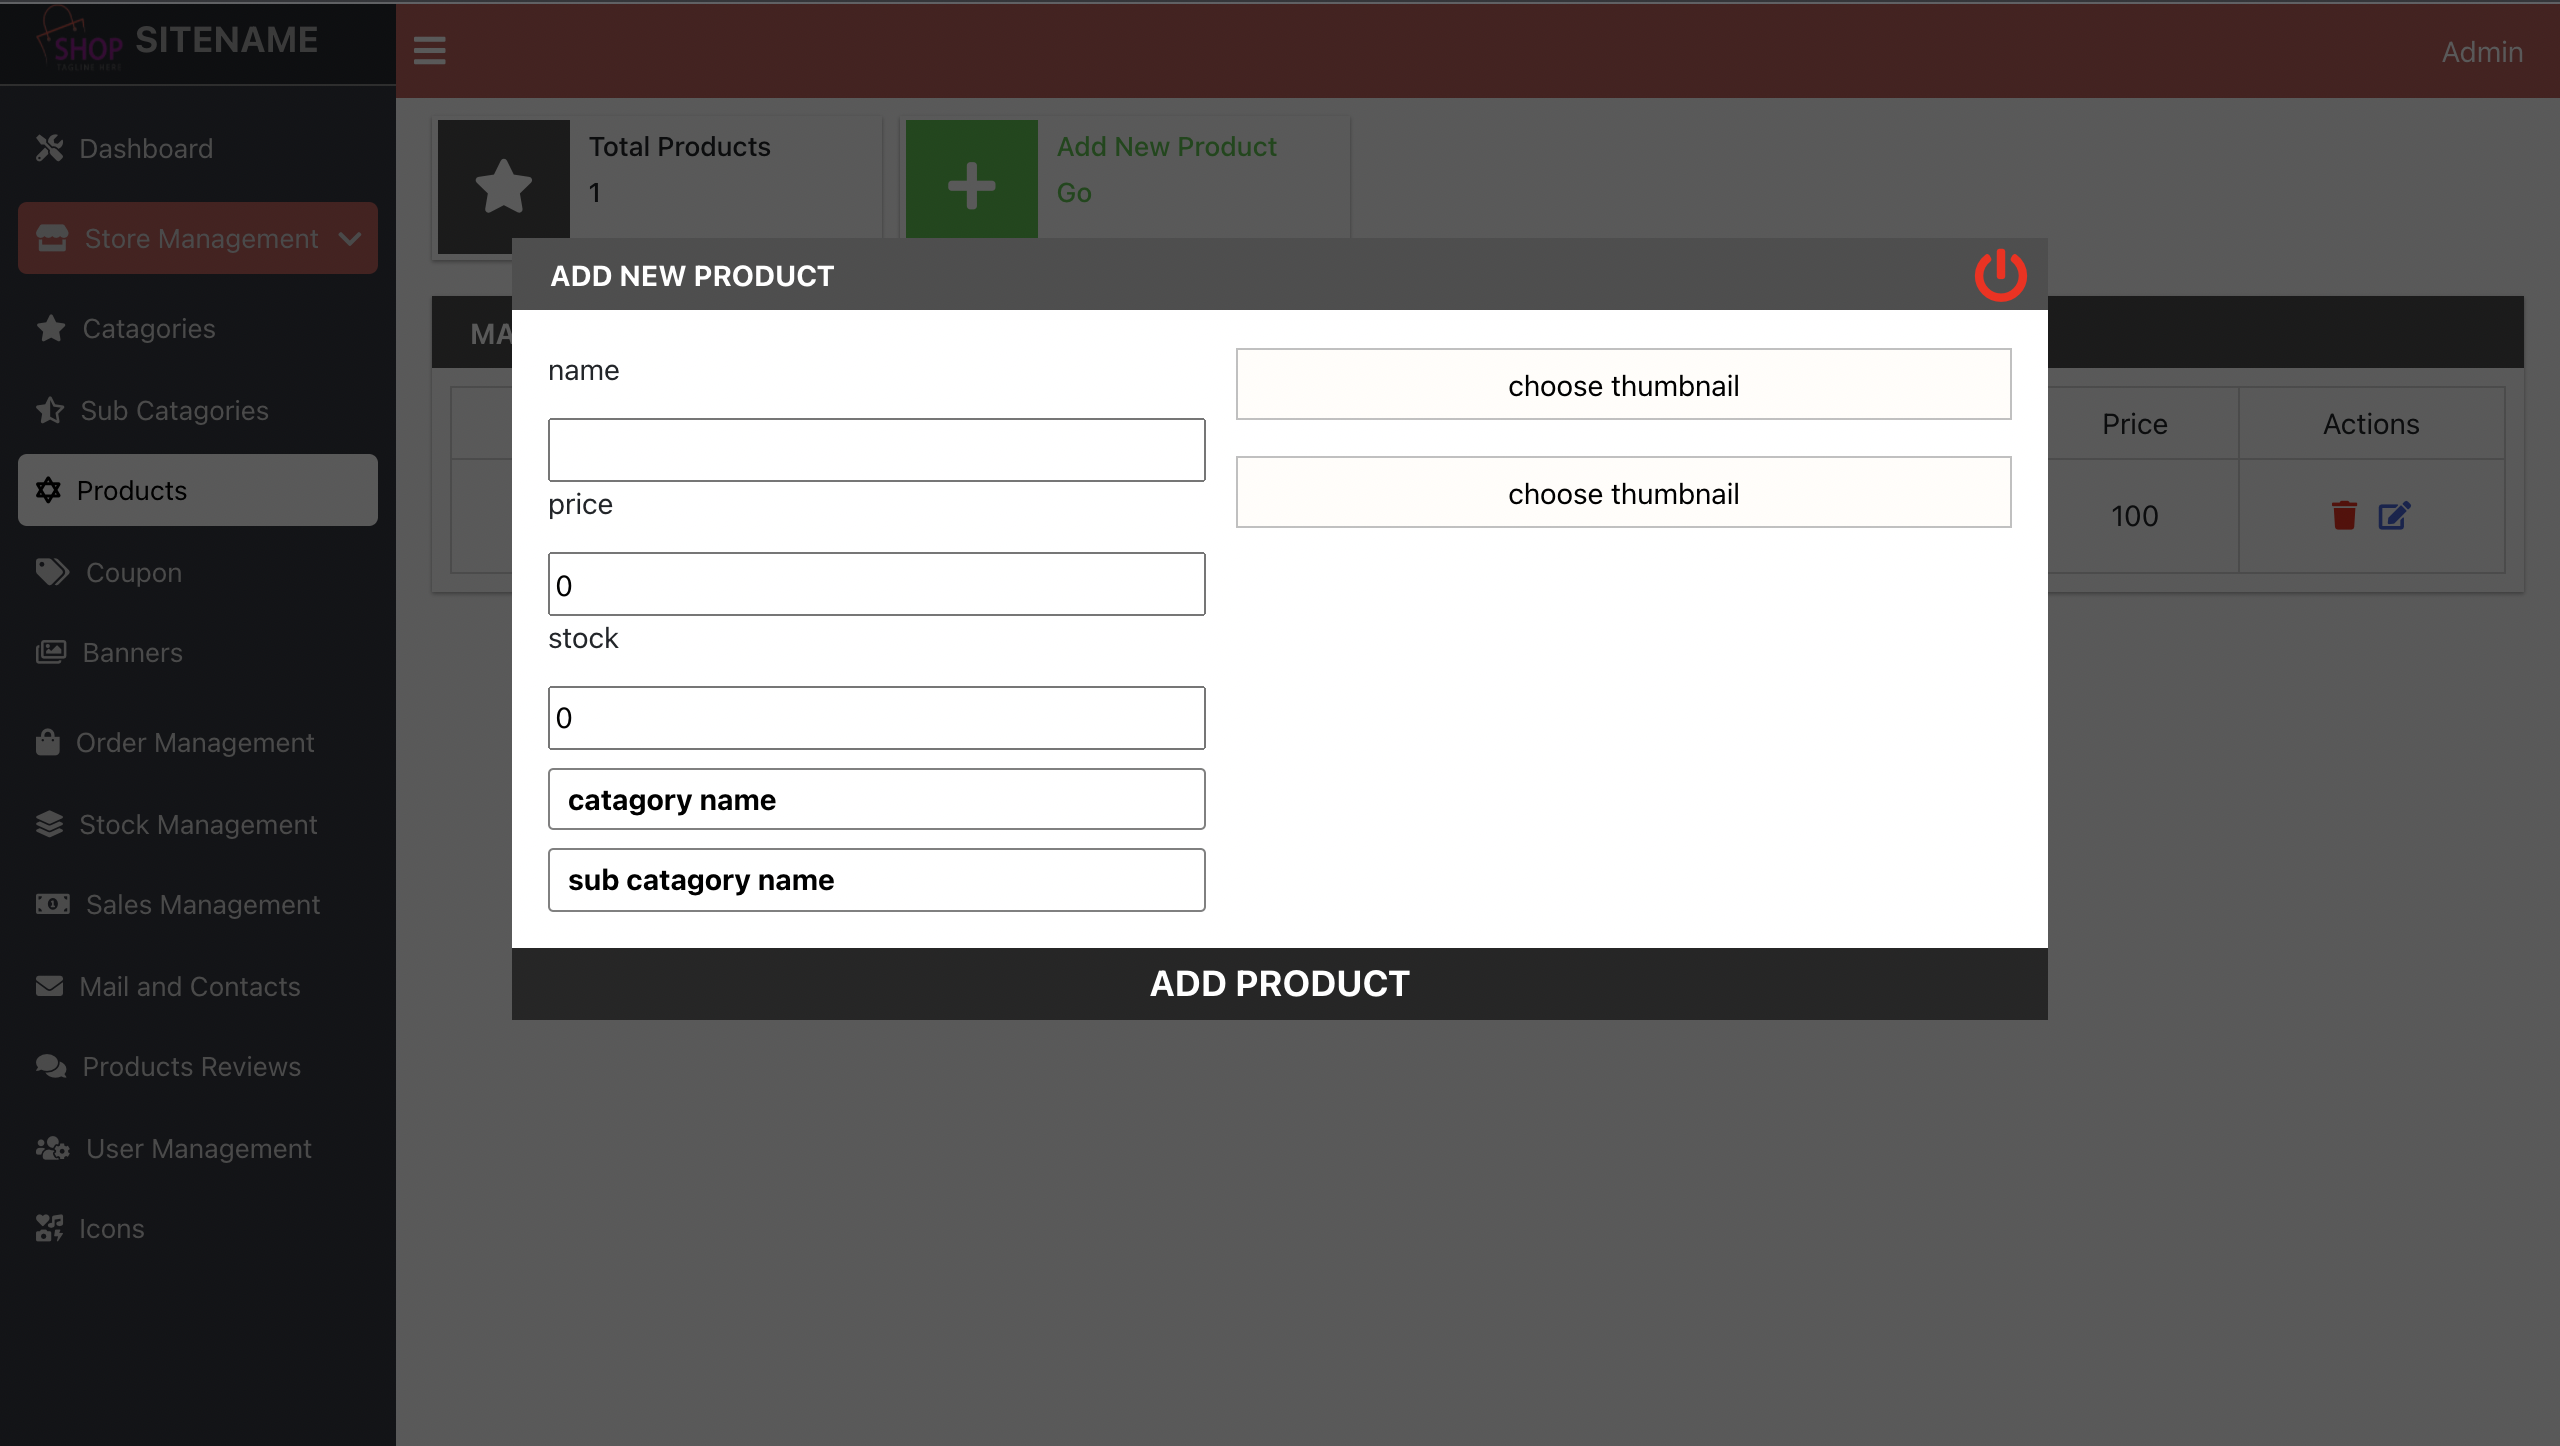 SHOP
TAGLINE HERE
SITENAME
Admin
Dashboard
Store Management
Catagories
Sub Catagories
Products
Coupon
Banners
Order Management
Stock Management
Sales Management
Mail and Contacts
Products Reviews
User Management
Icons
Total Products
1
Add New Product
Go
MA
Price
Actions
100
ADD NEW PRODUCT
name
price
0
stock
0
catagory name
sub catagory name
choose thumbnail
choose thumbnail
ADD PRODUCT